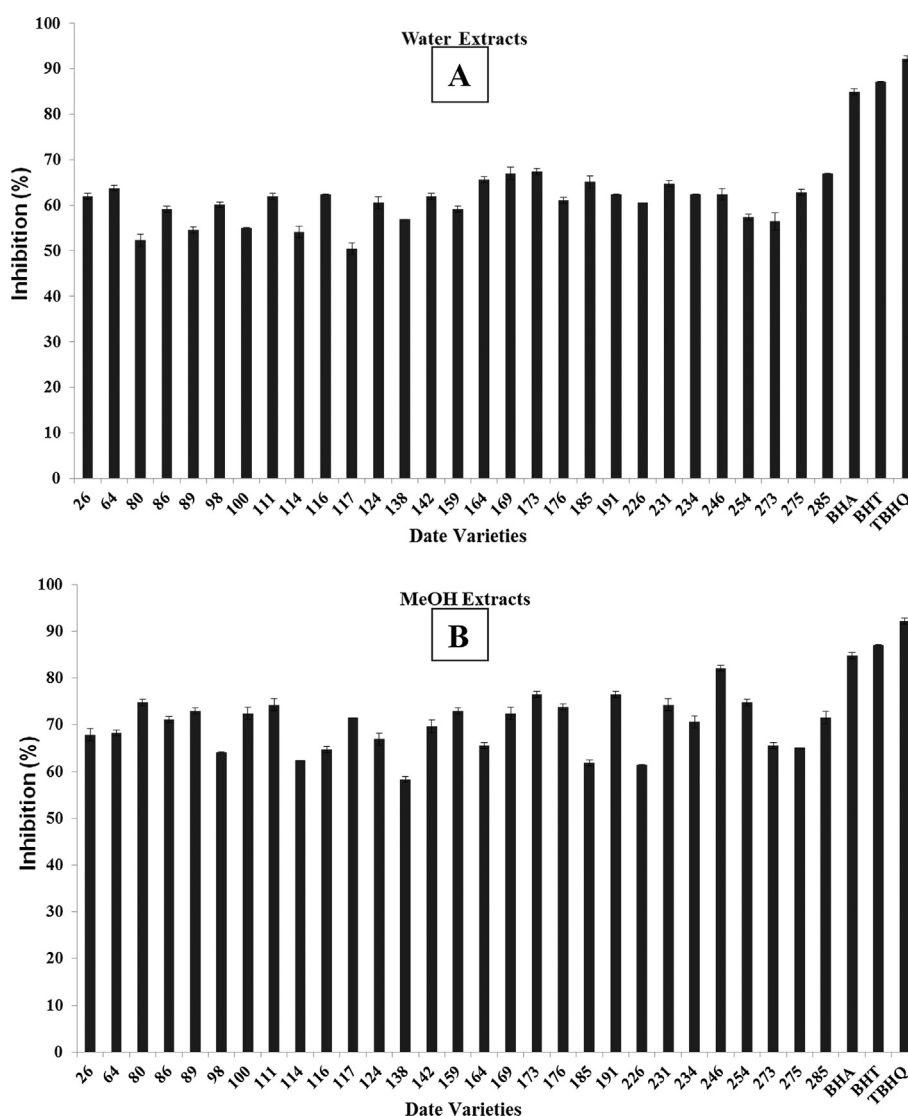 Water Extracts
A
100
90
80
70
60
50
40
30
20
10
0
Inhibition (%)
26 64 80 86 89 98 100 111 114 116 117 124 138 142 159 164 169 173 176 185 191 226 231 234 246 254 273 275 285 BHA BHT TBHQ
Date Varieties
MeOH Extracts
B
100
90
80
70
60
50
40
30
20
10
0
Inhibition (%)
26 64 80 86 89 98 100 111 114 116 117 124 138 142 159 164 169 173 176 185 191 226 231 234 246 254 273 275 285 BHA BHT TBHQ
Date Varieties